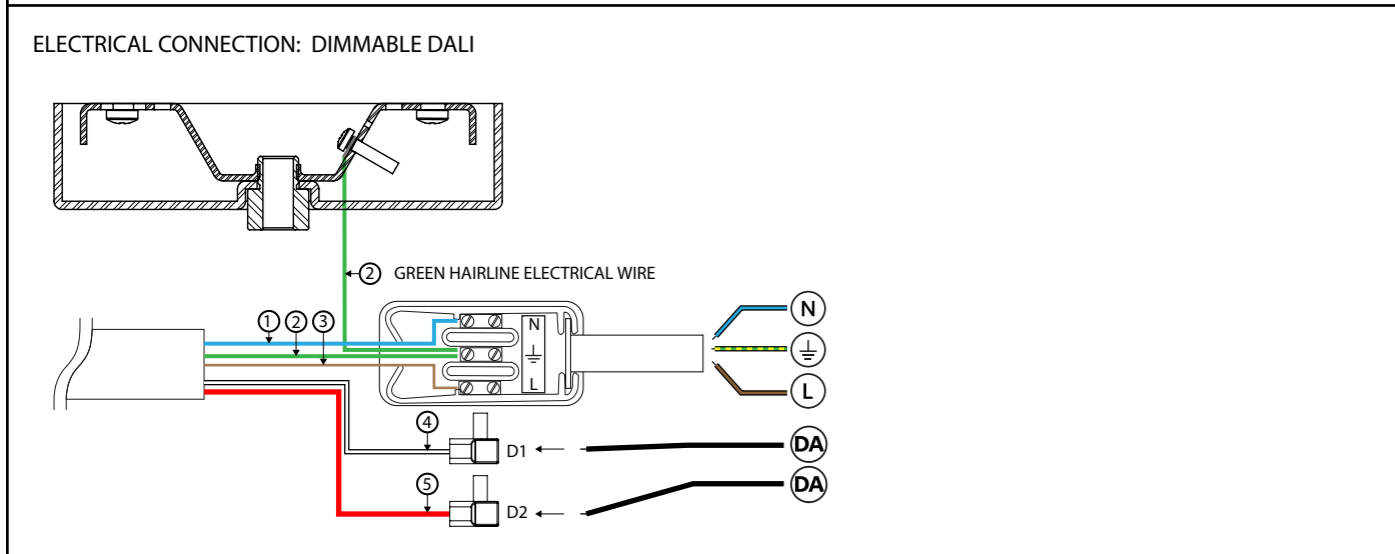 ELECTRICAL CONNECTION: DIMMABLE DALI
2 GREEN HAIRLINE ELECTRICAL WIRE
1 2 3
N
L
N
L
4
D1
DA
5
D2
DA